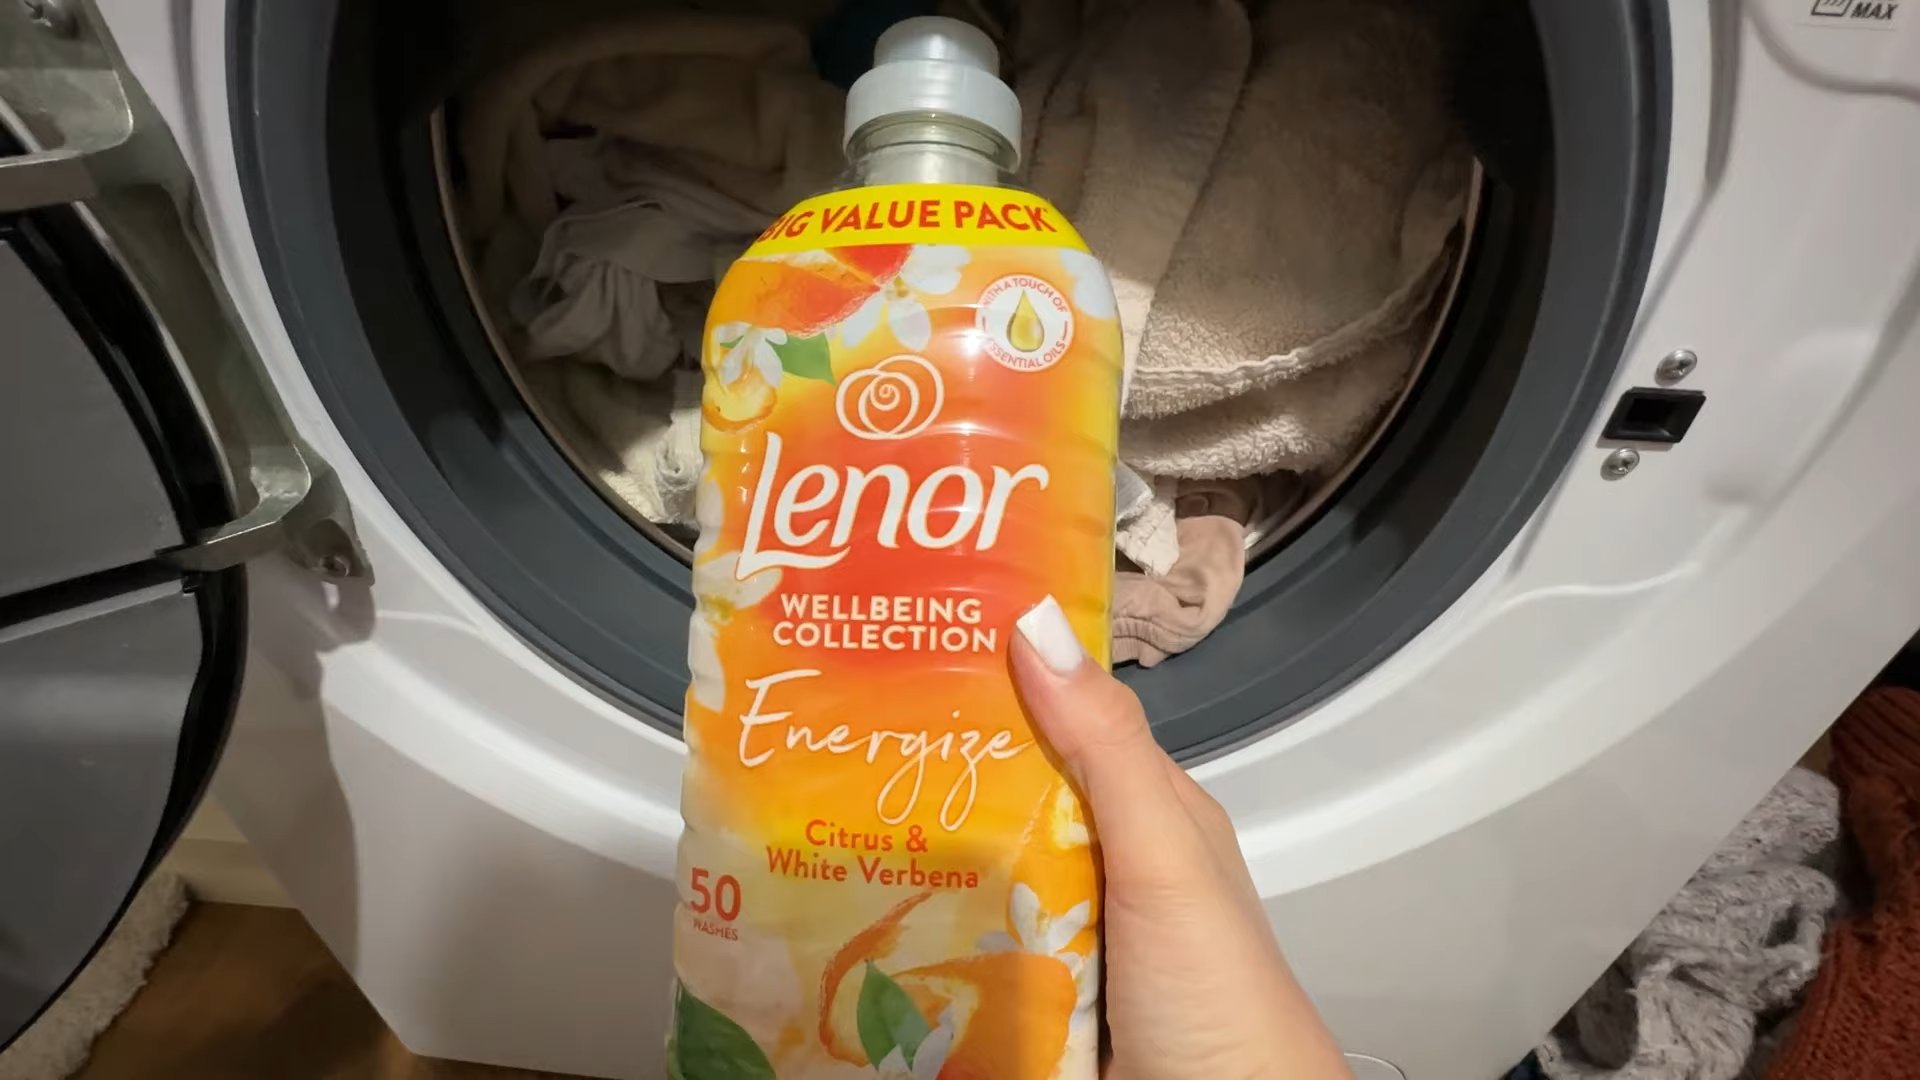 MAX
BIG VALUE PACK*
WITH A TOUCH OF
ESSENTIAL OILS
Lenor
WELLBEING
COLLECTION
Energize
Citrus &
White Verbena
50
WASHES